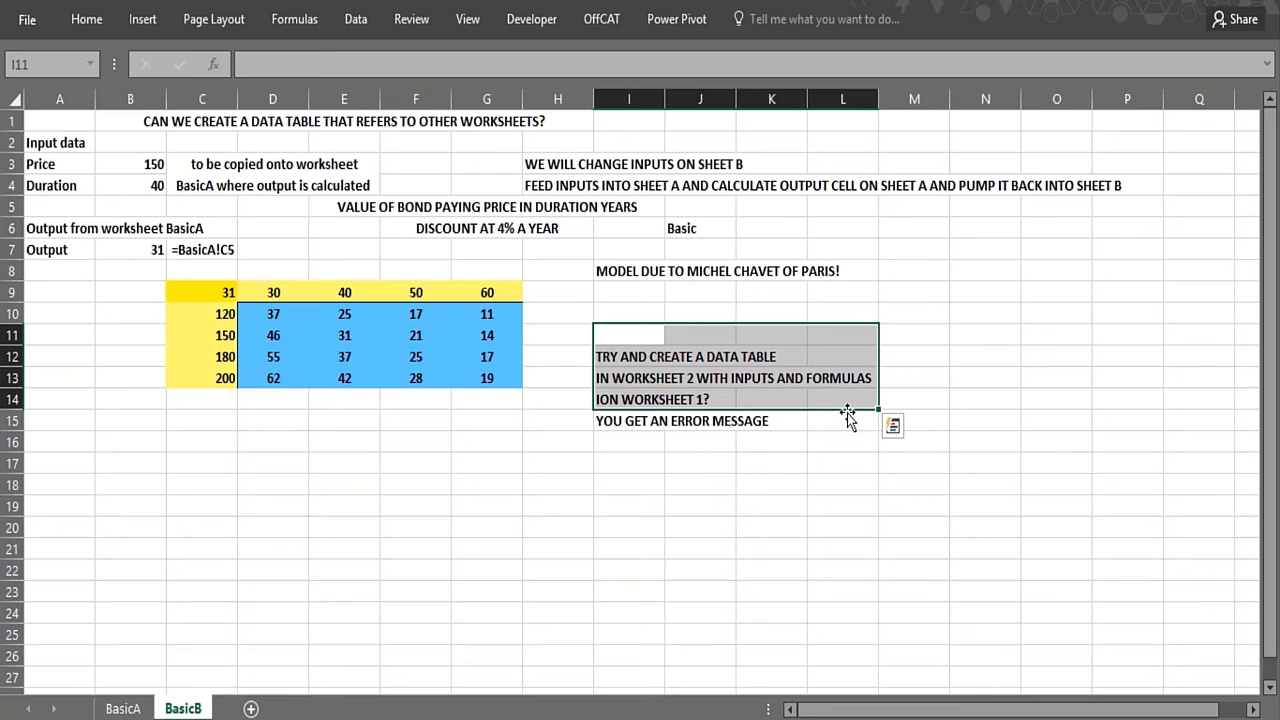 File Home Insert Page Layout Formulas Data Review View Developer OffCAT Power Pivot Tell me what you want to do... Share
I11 fx
A B C D E F G H I J K L M N O P Q
1 CAN WE CREATE A DATA TABLE THAT REFERS TO OTHER WORKSHEETS?
2 Input data
3 Price 150 to be copied onto worksheet WE WILL CHANGE INPUTS ON SHEET B
4 Duration 40 BasicA where output is calculated FEED INPUTS INTO SHEET A AND CALCULATE OUTPUT CELL ON SHEET A AND PUMP IT BACK INTO SHEET B
5 VALUE OF BOND PAYING PRICE IN DURATION YEARS
6 Output from worksheet BasicA DISCOUNT AT 4% A YEAR Basic
7 Output 31 =BasicA!C5
8 MODEL DUE TO MICHEL CHAVET OF PARIS!
9 31 30 40 50 60
10 120 37 25 17 11
11 150 46 31 21 14
12 180 55 37 25 17 TRY AND CREATE A DATA TABLE
13 200 62 42 28 19 IN WORKSHEET 2 WITH INPUTS AND FORMULAS
14 ION WORKSHEET 1?
15 YOU GET AN ERROR MESSAGE
16
17
18
19
20
21
22
23
24
25
26
27
BasicA BasicB